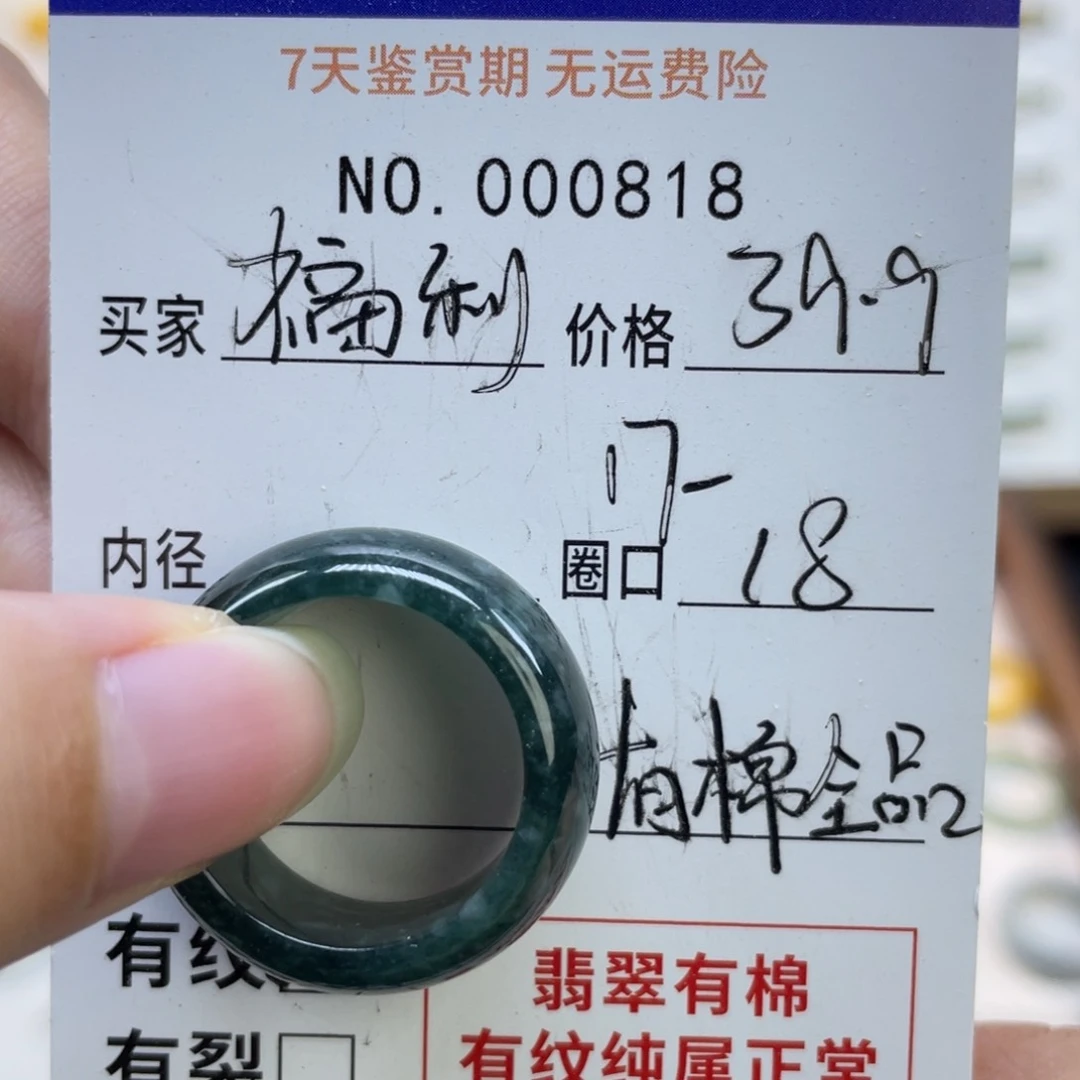 7天鉴赏期 无运费险
NO.000818
买家 福利 价格 39.9
17-
内径 圈口 18
有棉全品
有纹
翡翠有棉
有裂
有纹纯属正常